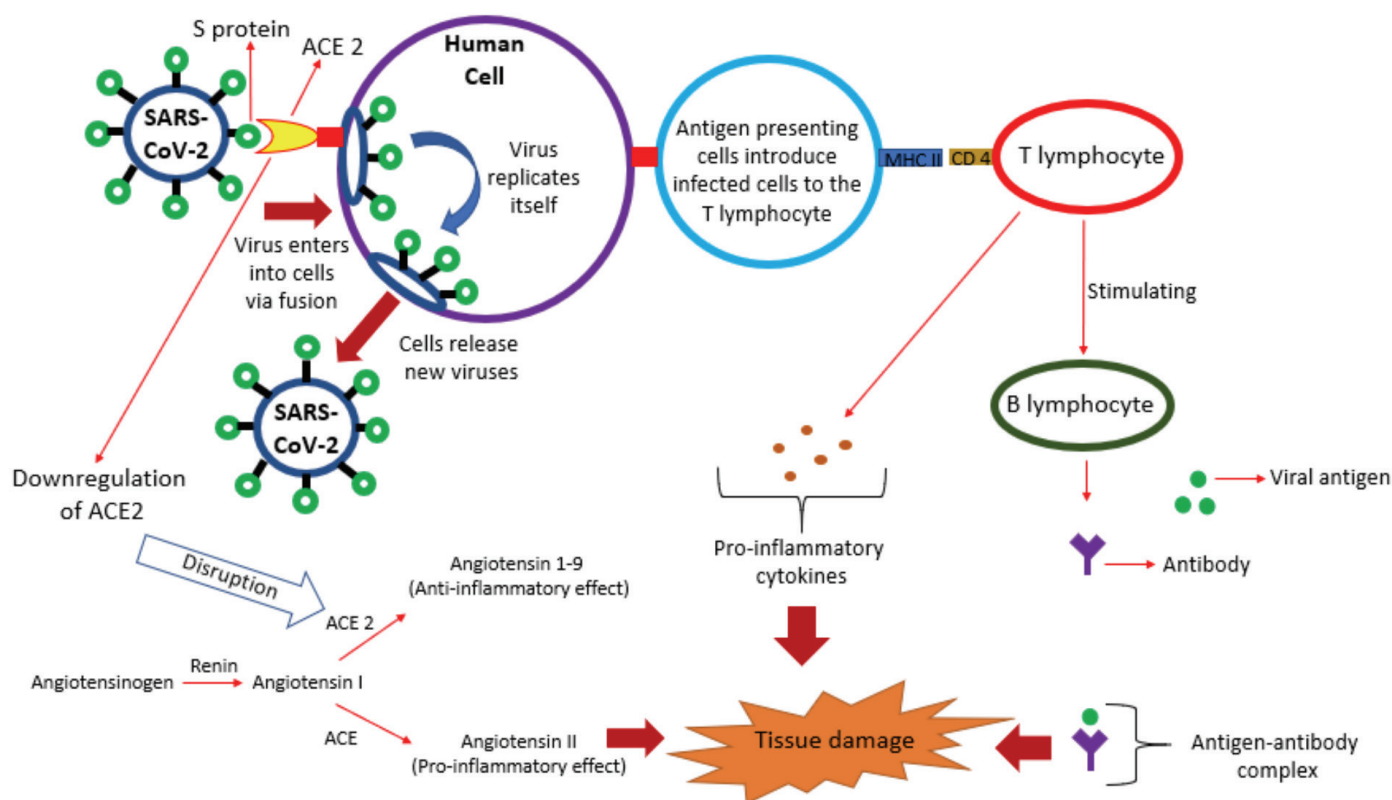 S protein
ACE 2
SARS-
CoV-2
Human
Cell
Virus
replicates
itself
Virus enters
into cells
via fusion
Cells release
new viruses
SARS-
CoV-2
Antigen presenting
cells introduce
infected cells to the
T lymphocyte
MHC II
CD 4
T lymphocyte
Stimulating
B lymphocyte
Viral antigen
Antibody
Pro-inflammatory
cytokines
Downregulation
of ACE2
Disruption
Angiotensin 1-9
(Anti-inflammatory effect)
ACE 2
Renin
Angiotensinogen
Angiotensin I
ACE
Angiotensin II
(Pro-inflammatory effect)
Tissue damage
Antigen-antibody
complex